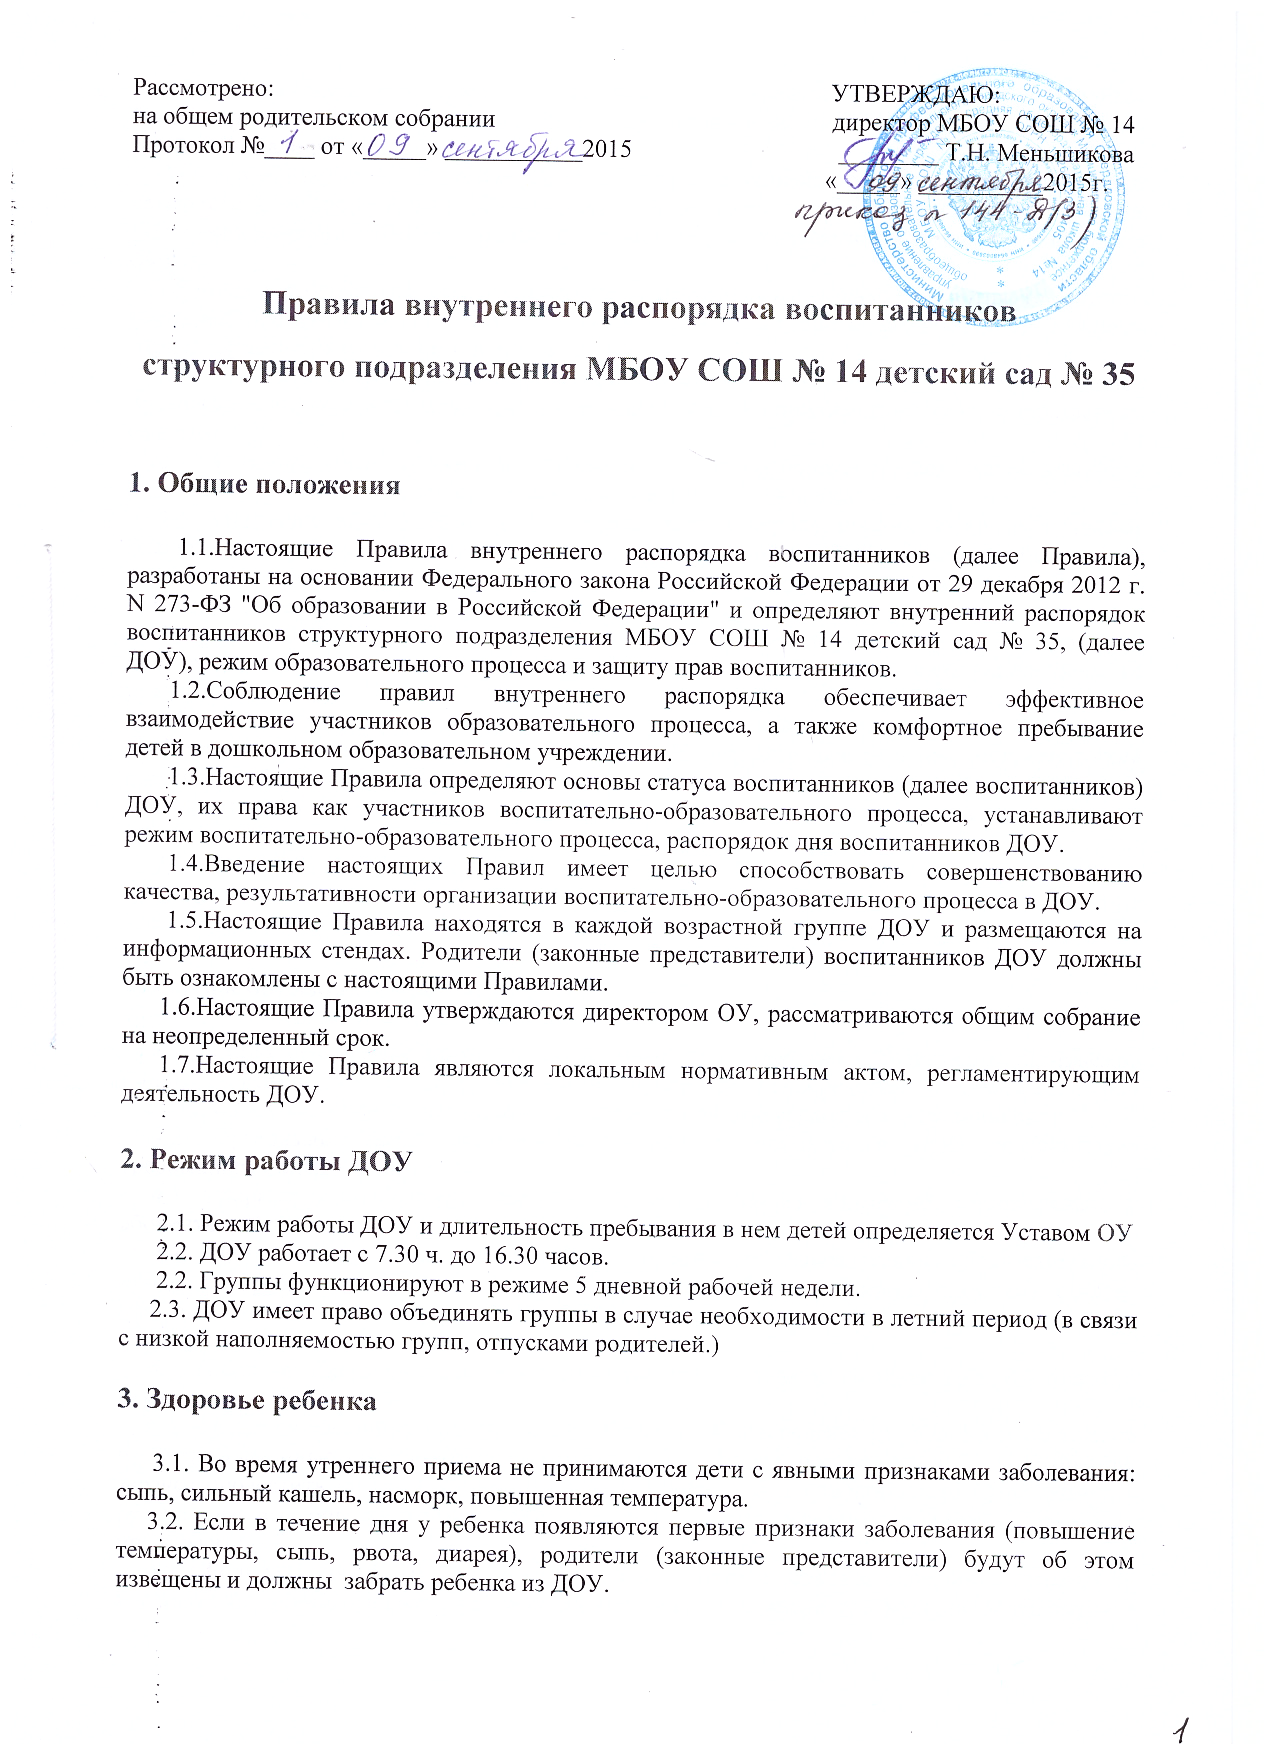 Рассмотрено:
на общем родительском собрании
Протокол № 1 от «09» сентября 2015
УТВЕРЖДАЮ:
директор МБОУ СОШ № 14
Т.Н. Меньшикова
«09» сентября 2015г.
приказ № 144-Д/3)
Правила внутреннего распорядка воспитанников
структурного подразделения МБОУ СОШ № 14 детский сад № 35
1. Общие положения
1.1.Настоящие Правила внутреннего распорядка воспитанников (далее Правила),
разработаны на основании Федерального закона Российской Федерации от 29 декабря 2012 г.
N 273-ФЗ "Об образовании в Российской Федерации" и определяют внутренний распорядок
воспитанников структурного подразделения МБОУ СОШ № 14 детский сад № 35, (далее
ДОУ), режим образовательного процесса и защиту прав воспитанников.
1.2.Соблюдение правил внутреннего распорядка обеспечивает эффективное
взаимодействие участников образовательного процесса, а также комфортное пребывание
детей в дошкольном образовательном учреждении.
1.3.Настоящие Правила определяют основы статуса воспитанников (далее воспитанников)
ДОУ, их права как участников воспитательно-образовательного процесса, устанавливают
режим воспитательно-образовательного процесса, распорядок дня воспитанников ДОУ.
1.4.Введение настоящих Правил имеет целью способствовать совершенствованию
качества, результативности организации воспитательно-образовательного процесса в ДОУ.
1.5.Настоящие Правила находятся в каждой возрастной группе ДОУ и размещаются на
информационных стендах. Родители (законные представители) воспитанников ДОУ должны
быть ознакомлены с настоящими Правилами.
1.6.Настоящие Правила утверждаются директором ОУ, рассматриваются общим собрание
на неопределенный срок.
1.7.Настоящие Правила являются локальным нормативным актом, регламентирующим
деятельность ДОУ.
2. Режим работы ДОУ
2.1. Режим работы ДОУ и длительность пребывания в нем детей определяется Уставом ОУ
2.2. ДОУ работает с 7.30 ч. до 16.30 часов.
2.2. Группы функционируют в режиме 5 дневной рабочей недели.
2.3. ДОУ имеет право объединять группы в случае необходимости в летний период (в связи
с низкой наполняемостью групп, отпусками родителей.)
3. Здоровье ребенка
3.1. Во время утреннего приема не принимаются дети с явными признаками заболевания:
сыпь, сильный кашель, насморк, повышенная температура.
3.2. Если в течение дня у ребенка появляются первые признаки заболевания (повышение
температуры, сыпь, рвота, диарея), родители (законные представители) будут об этом
извещены и должны забрать ребенка из ДОУ.
1